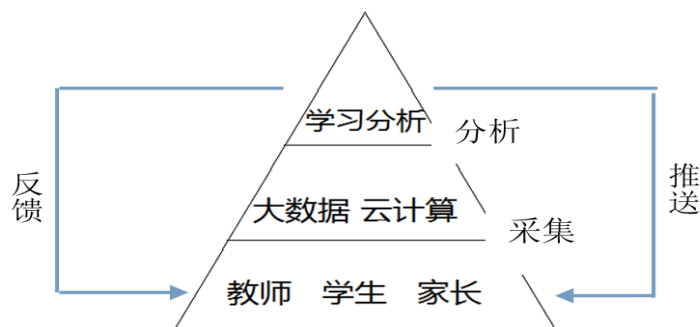 学习分析
分析
反馈
推送
大数据 云计算
采集
教师 学生 家长